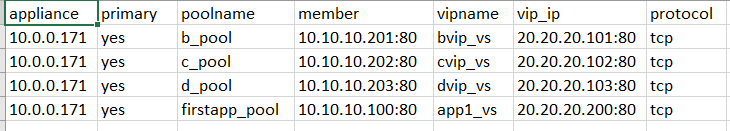 appliance primary poolname member vipname vip_ip protocol
10.0.0.171 yes b_pool 10.10.10.201:80 bvip_vs 20.20.20.101:80 tcp
10.0.0.171 yes c_pool 10.10.10.202:80 cvip_vs 20.20.20.102:80 tcp
10.0.0.171 yes d_pool 10.10.10.203:80 dvip_vs 20.20.20.103:80 tcp
10.0.0.171 yes firstapp_pool 10.10.10.100:80 app1_vs 20.20.20.200:80 tcp